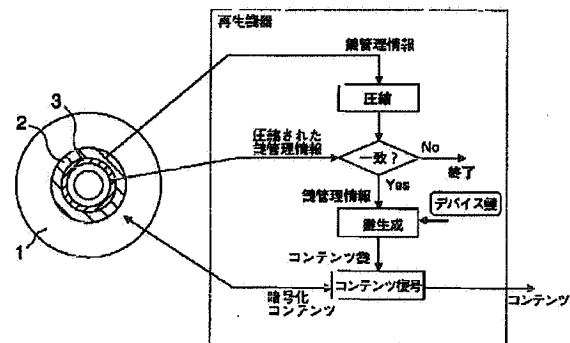 再生機器
鍵管理情報
圧縮
3
2
圧縮された
鍵管理情報
一致?
No
終了
Yes
鍵管理情報
デバイス鍵
鍵生成
1
コンテンツ鍵
コンテンツ復号
暗号化
コンテンツ
コンテンツ